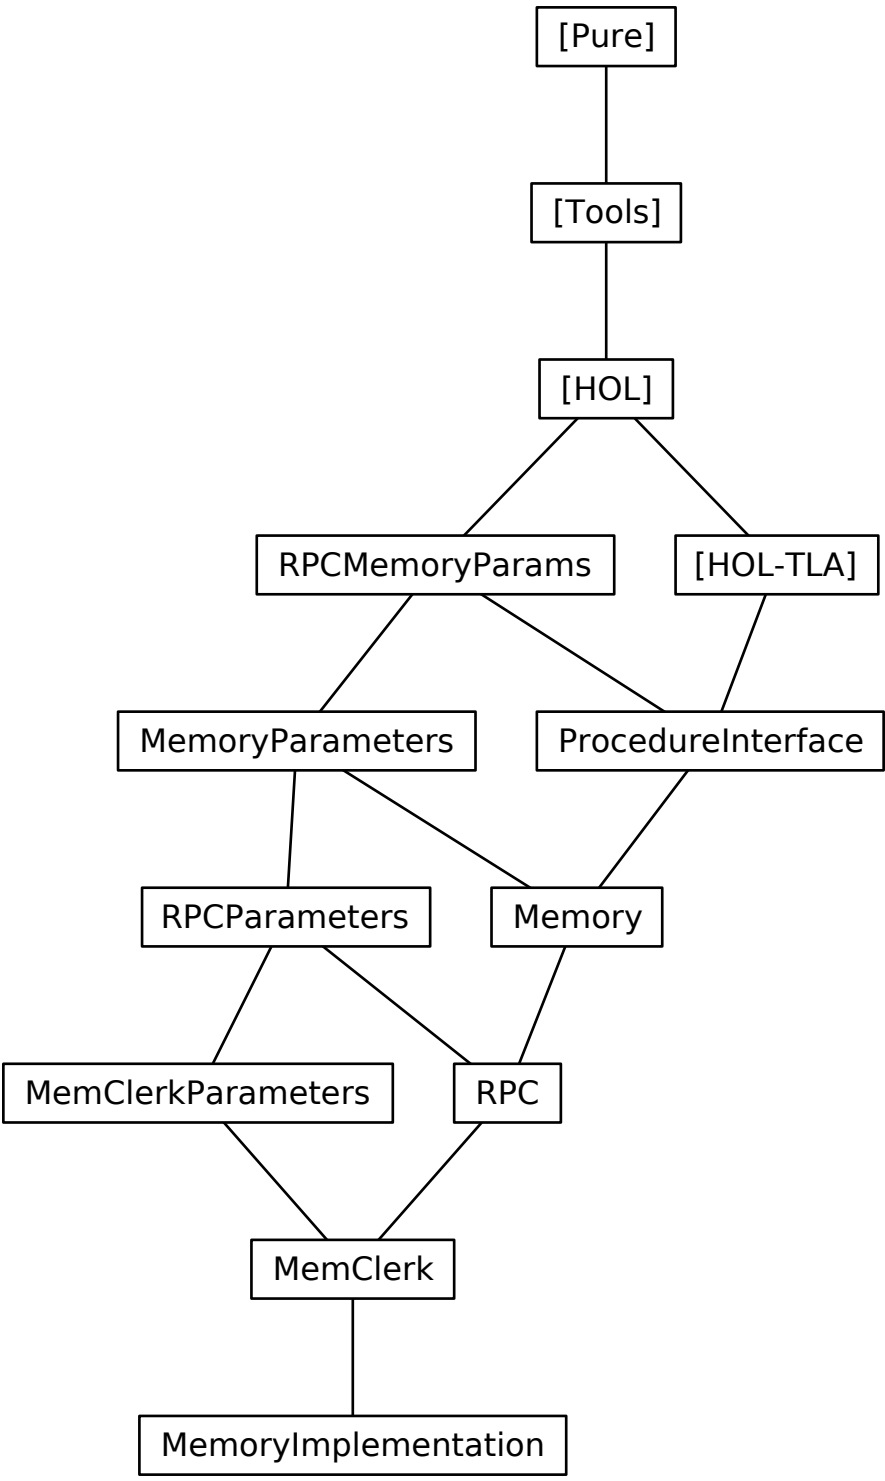 [Pure]
[Tools]
[HOL]
RPCMemoryParams
[HOL-TLA]
MemoryParameters
ProcedureInterface
RPCParameters
Memory
MemClerkParameters
RPC
MemClerk
MemoryImplementation